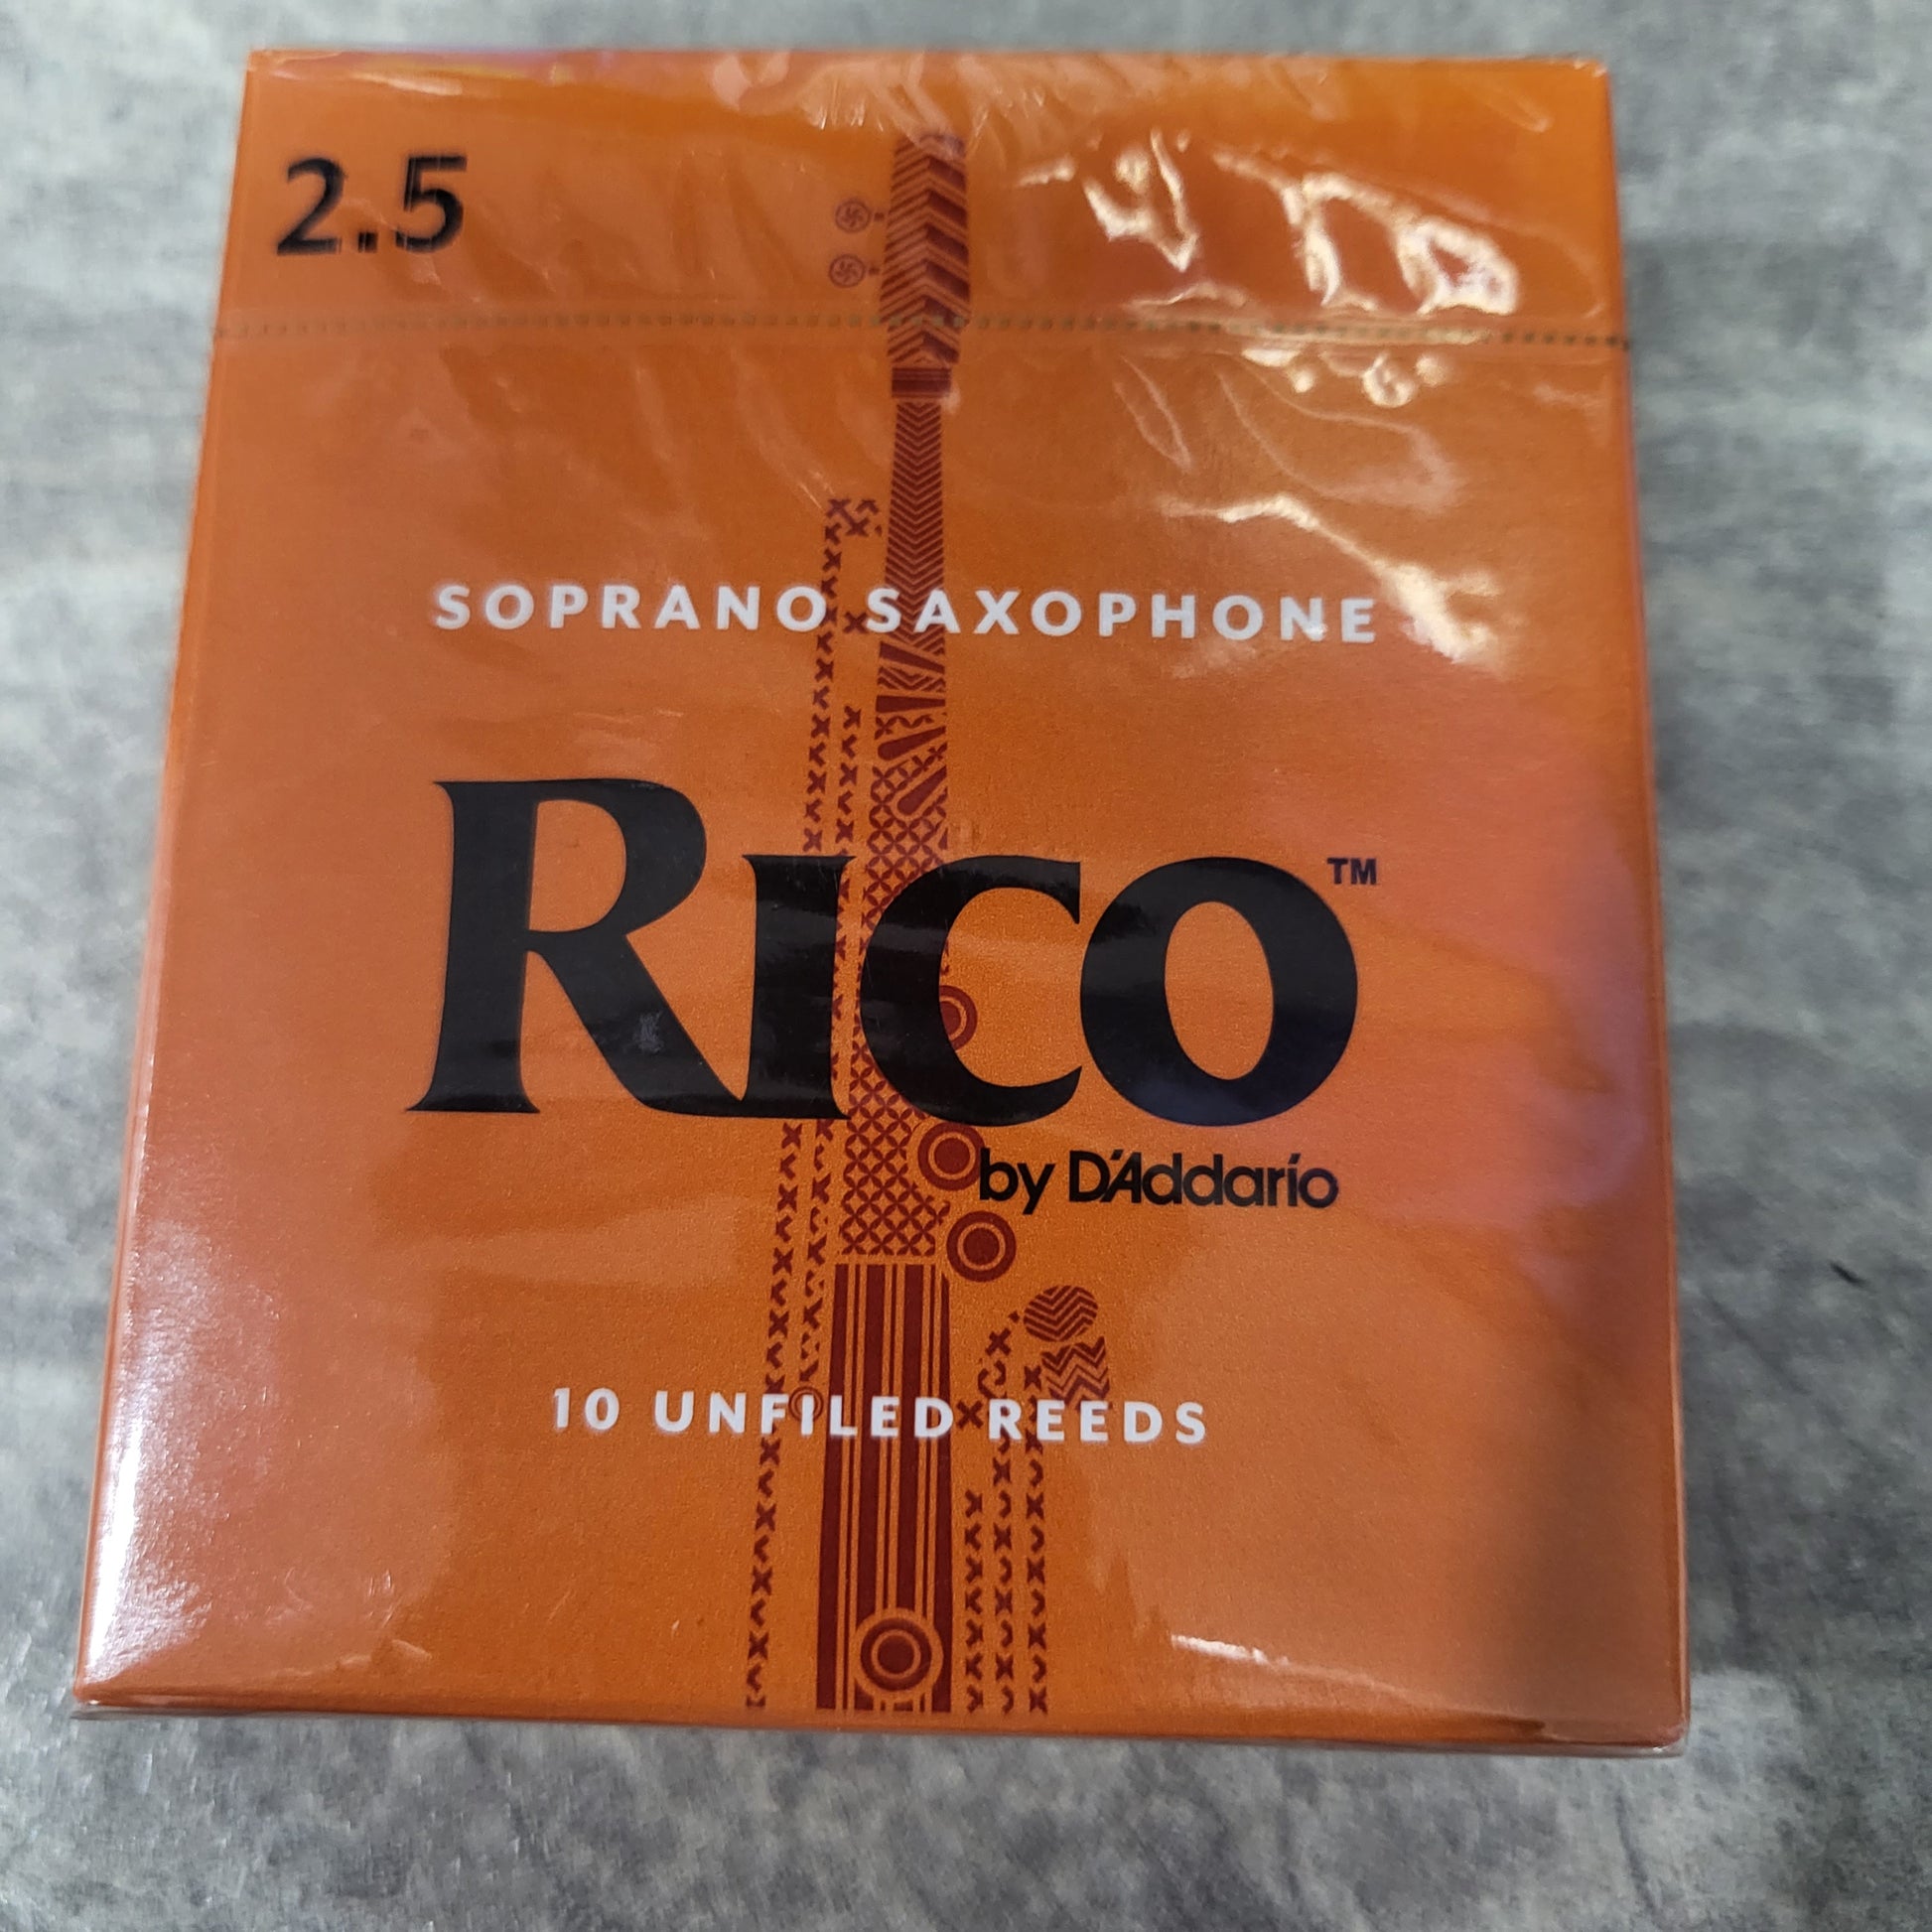 2.5
SOPRANO SAXOPHONE
RICO™
by D'Addario
10 UNFILED REEDS